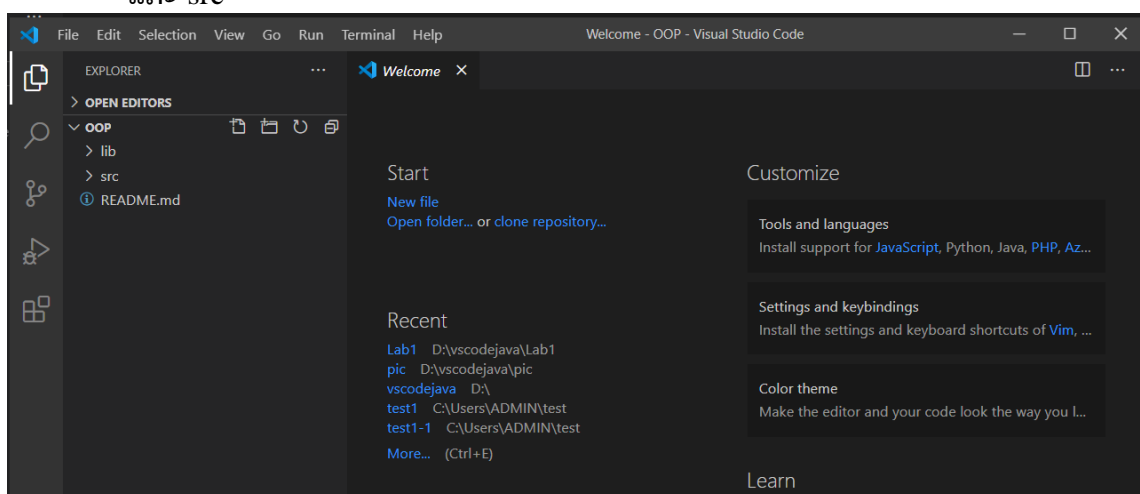 และ src
File Edit Selection View Go Run Terminal Help Welcome - OOP - Visual Studio Code
EXPLORER
Welcome
OPEN EDITORS
OOP
lib
src
README.md
Start
New file
Open folder... or clone repository...
Recent
Lab1 D:\vscodejava\Lab1
pic D:\vscodejava\pic
vscodejava D:\
test1 C:\Users\ADMIN\test
test1-1 C:\Users\ADMIN\test
More... (Ctrl+E)
Customize
Tools and languages
Install support for JavaScript, Python, Java, PHP, Az...
Settings and keybindings
Install the settings and keyboard shortcuts of Vim, ...
Color theme
Make the editor and your code look the way you l...
Learn